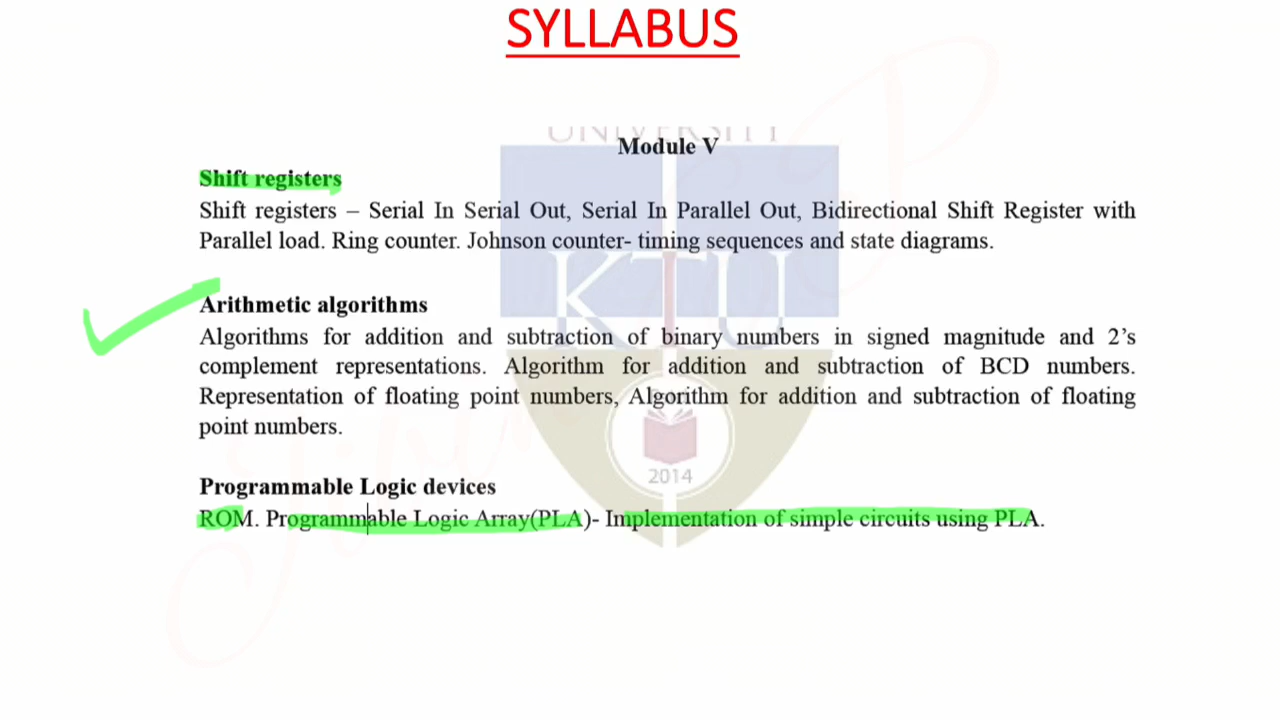 SYLLABUS
UNIVERSITY
Module V
Shift registers
Shift registers – Serial In Serial Out, Serial In Parallel Out, Bidirectional Shift Register with
Parallel load. Ring counter. Johnson counter- timing sequences and state diagrams.
KTU
Arithmetic algorithms
Algorithms for addition and subtraction of binary numbers in signed magnitude and 2’s
complement representations. Algorithm for addition and subtraction of BCD numbers.
Representation of floating point numbers, Algorithm for addition and subtraction of floating
point numbers.
2014
Programmable Logic devices
ROM. Programmable Logic Array(PLA)- Implementation of simple circuits using PLA.